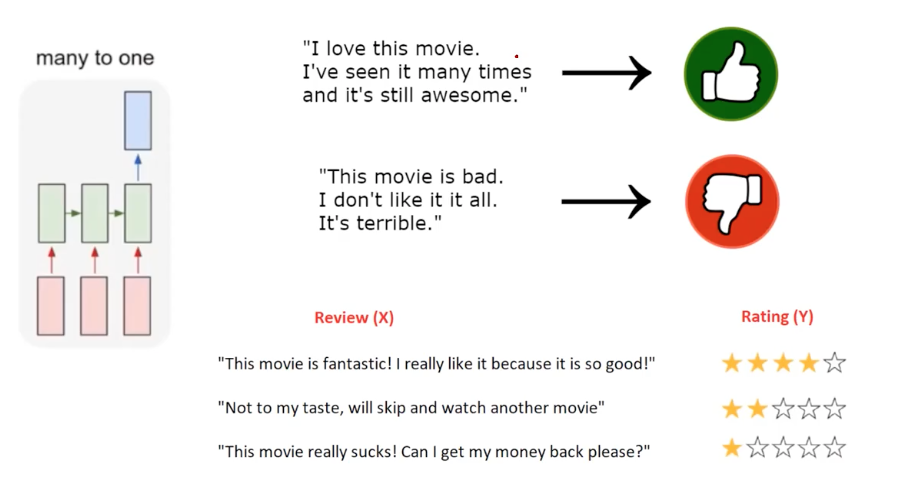 many to one
"I love this movie.
I've seen it many times
and it's still awesome."
"This movie is bad.
I don't like it it all.
It's terrible."
Review (X)
Rating (Y)
"This movie is fantastic! I really like it because it is so good!"
"Not to my taste, will skip and watch another movie"
"This movie really sucks! Can I get my money back please?"